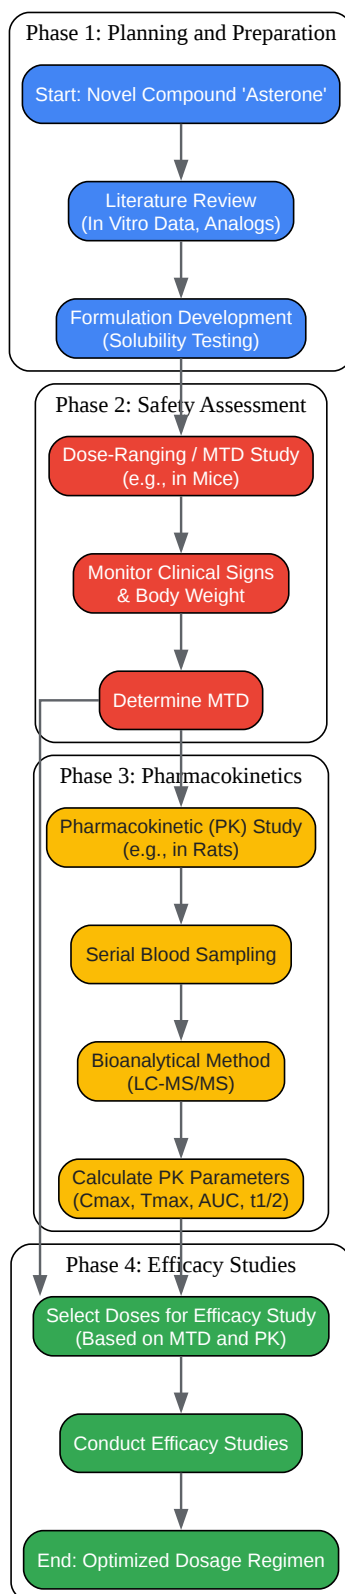 Phase 1: Planning and Preparation
Start: Novel Compound 'Asterone'
Literature Review
(In Vitro Data, Analogs)
Formulation Development
(Solubility Testing)
Phase 2: Safety Assessment
Dose-Ranging / MTD Study
(e.g., in Mice)
Monitor Clinical Signs
& Body Weight
Determine MTD
Phase 3: Pharmacokinetics
Pharmacokinetic (PK) Study
(e.g., in Rats)
Serial Blood Sampling
Bioanalytical Method
(LC-MS/MS)
Calculate PK Parameters
(Cmax, Tmax, AUC, t1/2)
Phase 4: Efficacy Studies
Select Doses for Efficacy Study
(Based on MTD and PK)
Conduct Efficacy Studies
End: Optimized Dosage Regimen